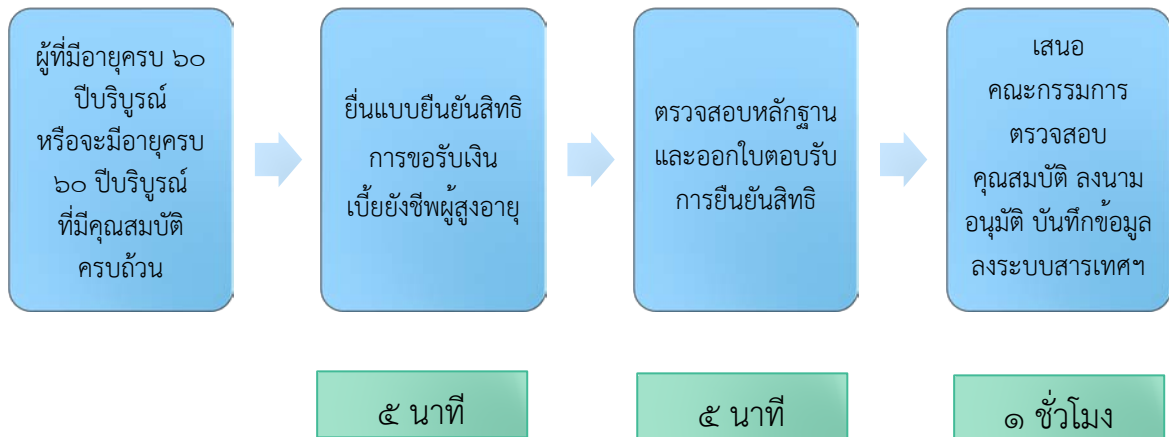 ผู้ที่มีอายุครบ ๖๐
ปีบริบูรณ์
หรือจะมีอายุครบ
๖๐ ปีบริบูรณ์
ที่มีคุณสมบัติ
ครบถ้วน
ยื่นแบบยืนยันสิทธิ
การขอรับเงิน
เบี้ยยังชีพผู้สูงอายุ
ตรวจสอบหลักฐาน
และออกใบตอบรับ
การยืนยันสิทธิ
เสนอ
คณะกรรมการ
ตรวจสอบ
คุณสมบัติ ลงนาม
อนุมัติ บันทึกข้อมูล
ลงระบบสารเทศฯ
๕ นาที
๕ นาที
๑ ชั่วโมง